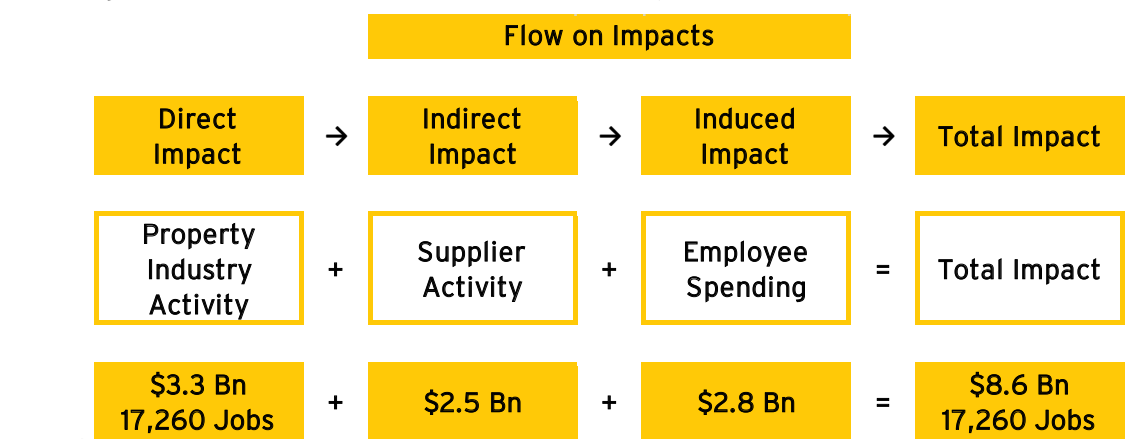 Flow on Impacts
Direct
Impact
→
Indirect
Impact
→
Induced
Impact
→
Total Impact
Property
Industry
Activity
+
Supplier
Activity
+
Employee
Spending
=
Total Impact
$3.3 Bn
17,260 Jobs
+
$2.5 Bn
+
$2.8 Bn
=
$8.6 Bn
17,260 Jobs